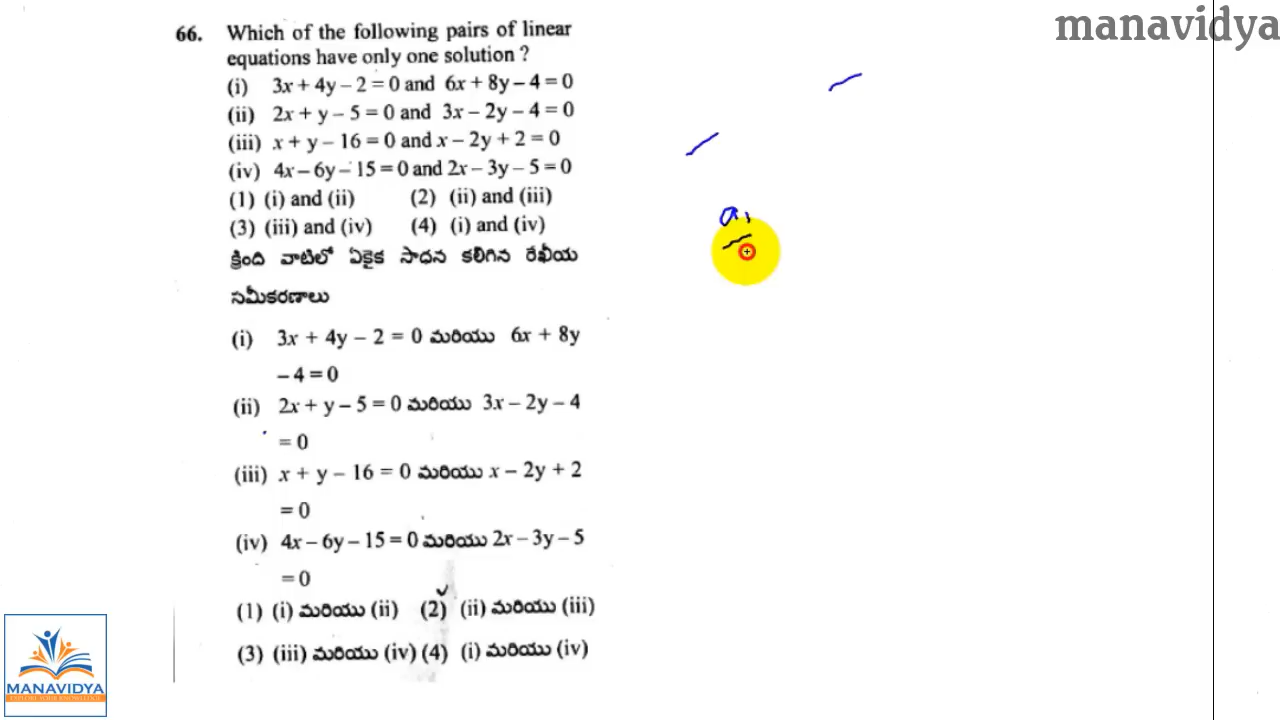 manavidya
66. Which of the following pairs of linear
equations have only one solution ?
(i) 3x + 4y – 2 = 0 and 6x + 8y – 4 = 0
(ii) 2x + y – 5 = 0 and 3x – 2y – 4 = 0
(iii) x + y – 16 = 0 and x – 2y + 2 = 0
(iv) 4x – 6y – 15 = 0 and 2x – 3y – 5 = 0
(1) (i) and (ii) (2) (ii) and (iii)
(3) (iii) and (iv) (4) (i) and (iv)
క్రింది వాటిలో ఏకైక సాధన కలిగిన రేఖీయ
సమీకరణాలు
(i) 3x + 4y – 2 = 0 మరియు 6x + 8y
– 4 = 0
(ii) 2x + y – 5 = 0 మరియు 3x – 2y – 4
= 0
(iii) x + y – 16 = 0 మరియు x – 2y + 2
= 0
(iv) 4x – 6y – 15 = 0 మరియు 2x – 3y – 5
= 0
(1) (i) మరియు (ii) (2) (ii) మరియు (iii)
(3) (iii) మరియు (iv) (4) (i) మరియు (iv)
a₁
MANAVIDYA